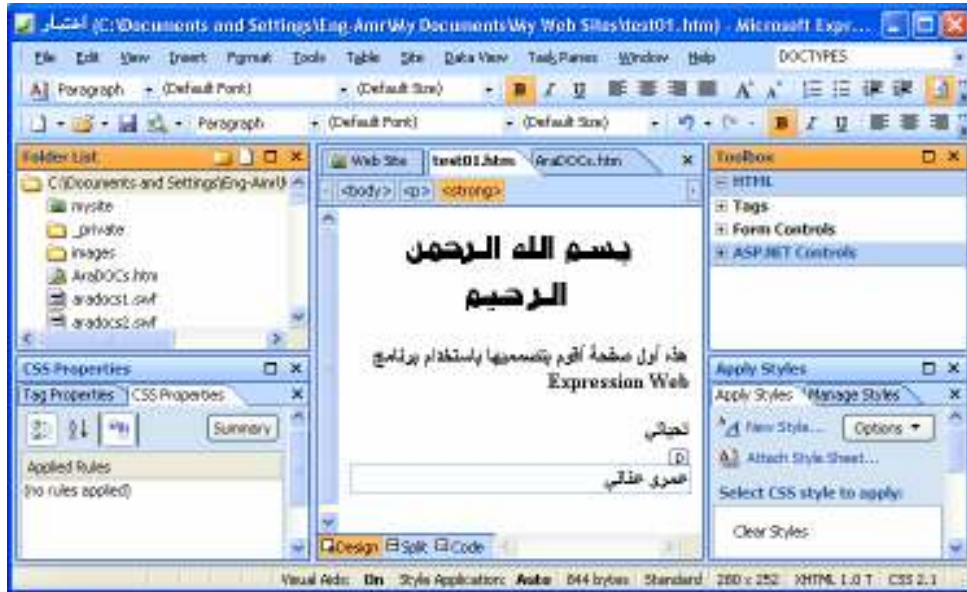 اختبار (C:\Documents and Settings\Eng-Amr\My Documents\My Web Sites\test01.htm) - Microsoft Expr...
File Edit View Insert Format Tools Table Site Data View Task Panes Window Help DOCTYPES
Paragraph (Default Font) (Default Size) B I U
Paragraph (Default Font) (Default Size) B I U
Folder List
C:\Documents and Settings\Eng-Amr\
mysite
_private
images
AraDOCs.htm
aradocs1.swf
aradocs2.swf
CSS Properties
Tag Properties CSS Properties
Summary
Applied Rules
(no rules applied)
Web Site test01.htm AraDOCs.htm
<body> <p> <strong>
بسم الله الرحمن
الرحيم
هذه أول صفحة أقوم بتصميمها باستخدام برنامج
Expression Web
تحياتي
p
عمرو عناني
Design Split Code
Toolbox
HTML
Tags
Form Controls
ASP.NET Controls
Apply Styles
Apply Styles Manage Styles
New Style... Options
Attach Style Sheet...
Select CSS style to apply:
Clear Styles
Visual Aids: On Style Application: Auto 844 bytes Standard 280 x 252 XHTML 1.0 T CSS 2.1